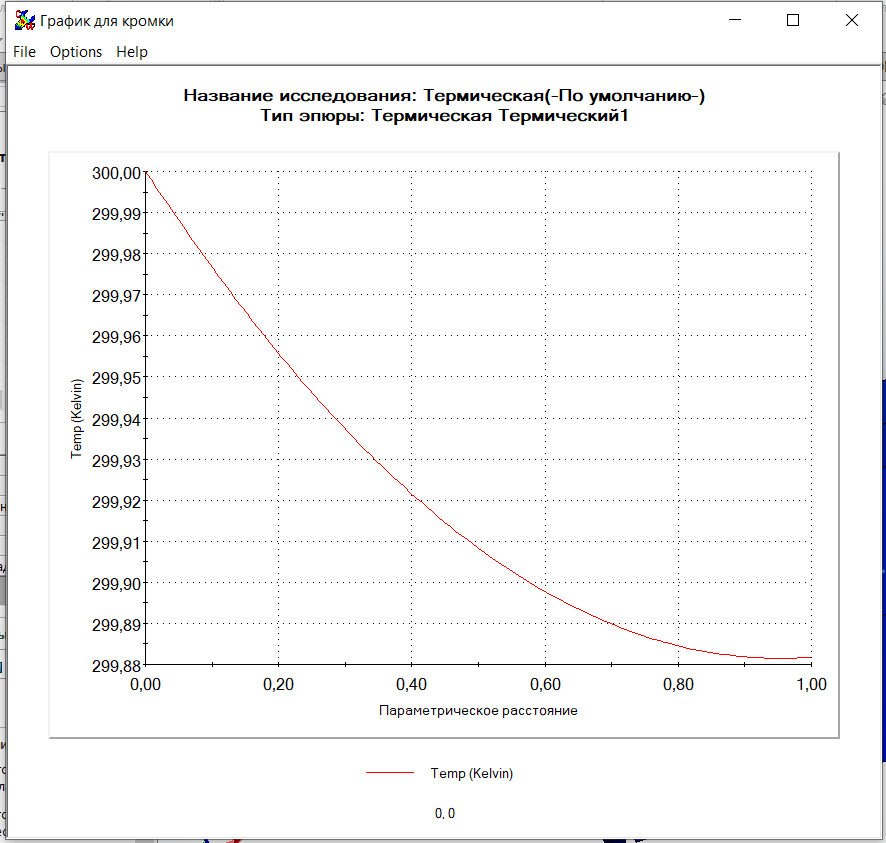 График для кромки
File Options Help
Название исследования: Термическая(-По умолчанию-)
Тип эпюры: Термическая Термический1
300,00
299,99
299,98
299,97
299,96
299,95
299,94
299,93
299,92
299,91
299,90
299,89
299,88
Temp (Kelvin)
0,00 0,20 0,40 0,60 0,80 1,00
Параметрическое расстояние
Temp (Kelvin)
0, 0